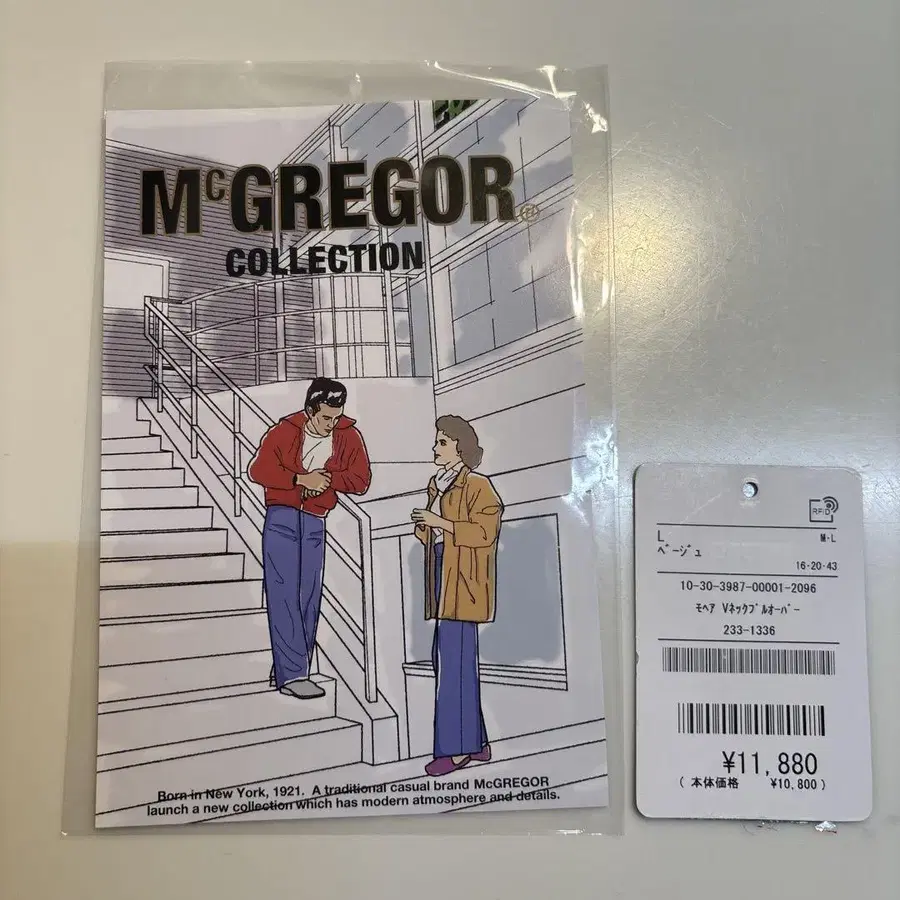 McGREGOR®
COLLECTION
Born in New York, 1921. A traditional casual brand McGREGOR
launch a new collection which has modern atmosphere and details.
RFID
L
M-L
ﾍﾞｰｼﾞｭ
16-20-43
10-30-3987-00001-2096
ﾓﾍｱ Vﾈｯｸﾌﾟﾙｵｰﾊﾞｰ
233-1336
¥11,880
( 本体価格 ¥10,800 )